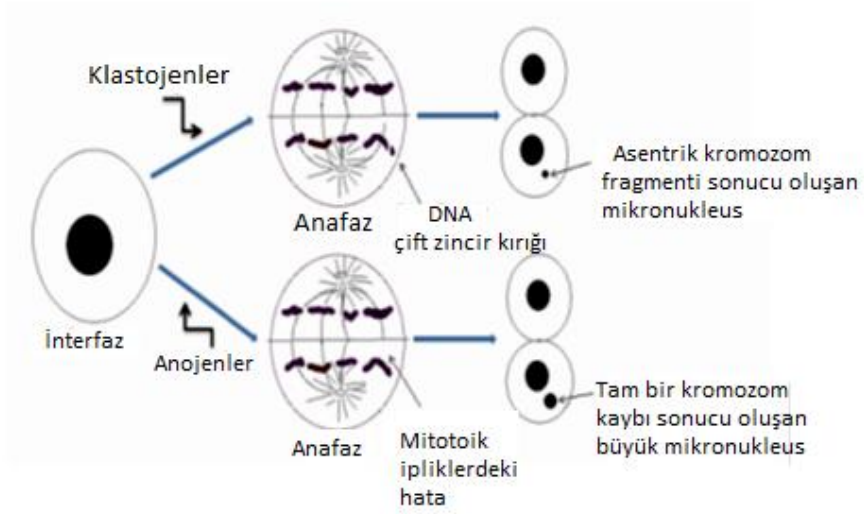 Klastojenler
Asentrik kromozom
fragmenti sonucu oluşan
mikronukleus
Anafaz
DNA
çift zincir kırığı
İnterfaz
Anojenler
Tam bir kromozom
kaybı sonucu oluşan
büyük mikronukleus
Anafaz
Mitotoik
ipliklerdeki
hata